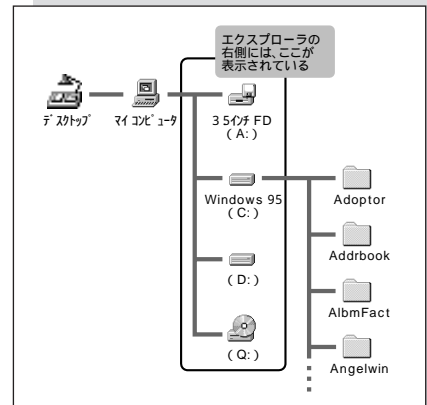 エクスプローラの
右側には、ここが
表示されている
デスクトップ
マイコンピュータ
3 5インチ FD
(A:)
Windows 95
(C:)
(D:)
(Q:)
Adoptor
Addrbook
AlbmFact
Angelwin